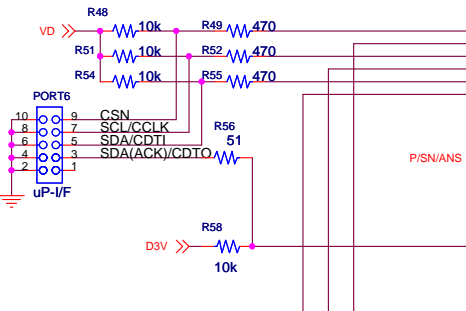 R48
VD
10k
R49
470
R51
10k
R52
470
R54
10k
R55
470
PORT6
10
9
CSN
8
7
SCL/CCLK
6
5
SDA/CDTI
4
3
SDA(ACK)/CDTO
2
1
R56
51
uP-I/F
P/SN/ANS
R58
D3V
10k